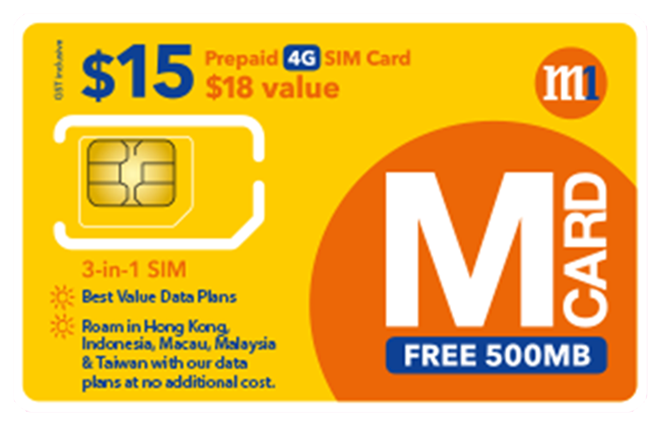 GST Inclusive
$15 Prepaid 4G SIM Card
$18 value
m1
M CARD
FREE 500MB
3-in-1 SIM
Best Value Data Plans
Roam in Hong Kong,
Indonesia, Macau, Malaysia
& Taiwan with our data
plans at no additional cost.